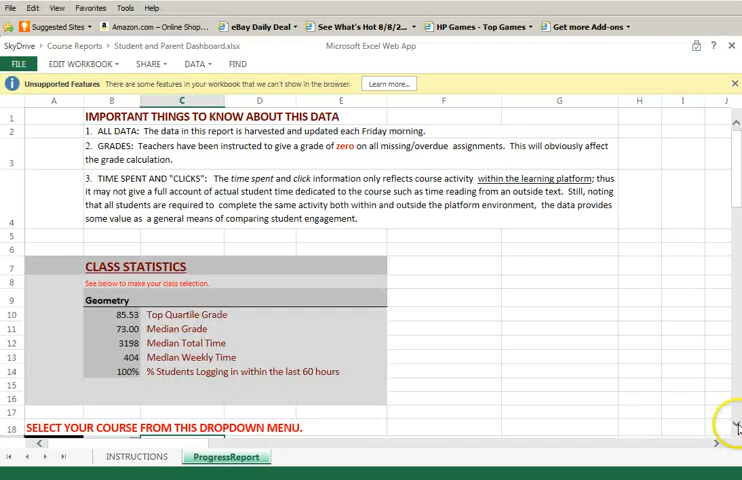 File Edit View Favorites Tools Help
Suggested Sites Amazon.com – Online Shop... eBay Daily Deal See What's Hot 8/8/2... HP Games - Top Games Get more Add-ons
SkyDrive Course Reports Student and Parent Dashboard.xlsx Microsoft Excel Web App
FILE EDIT WORKBOOK SHARE DATA FIND
Unsupported Features There are some features in your workbook that we can't show in the browser. Learn more...
A B C D E F G H I J
1 IMPORTANT THINGS TO KNOW ABOUT THIS DATA
2 1. ALL DATA: The data in this report is harvested and updated each Friday morning.
2. GRADES: Teachers have been instructed to give a grade of zero on all missing/overdue assignments. This will obviously affect
3 the grade calculation.
3. TIME SPENT AND "CLICKS": The time spent and click information only reflects course activity within the learning platform; thus
it may not give a full account of actual student time dedicated to the course such as time reading from an outside text. Still, noting
that all students are required to complete the same activity both within and outside the platform environment, the data provides
4 some value as a general means of comparing student engagement.
5
6
7 CLASS STATISTICS
8 See below to make your class selection.
9 Geometry
10 85.53 Top Quartile Grade
11 73.00 Median Grade
12 3198 Median Total Time
13 404 Median Weekly Time
14 100% % Students Logging in within the last 60 hours
15
16
17
18 SELECT YOUR COURSE FROM THIS DROPDOWN MENU.
INSTRUCTIONS ProgressReport